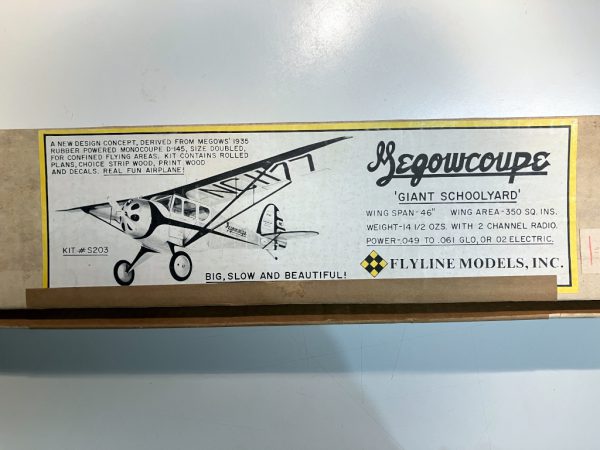 A NEW DESIGN CONCEPT, DERIVED FROM MEGOWS' 1935
RUBBER POWERED MONOCOUPE D-145, SIZE DOUBLED,
FOR CONFINED FLYING AREAS. KIT CONTAINS ROLLED
PLANS, CHOICE STRIP WOOD, PRINT WOOD
AND DECALS. REAL FUN AIRPLANE!
KIT-#S203
Megowcoupe
BIG, SLOW AND BEAUTIFUL!
Megowcoupe
'GIANT SCHOOLYARD'
WING SPAN-46" WING AREA-350 SQ. INS.
WEIGHT-14 1/2 OZS. WITH 2 CHANNEL RADIO.
POWER-.049 TO .061 GLO, OR 02 ELECTRIC.
FLYLINE MODELS, INC.